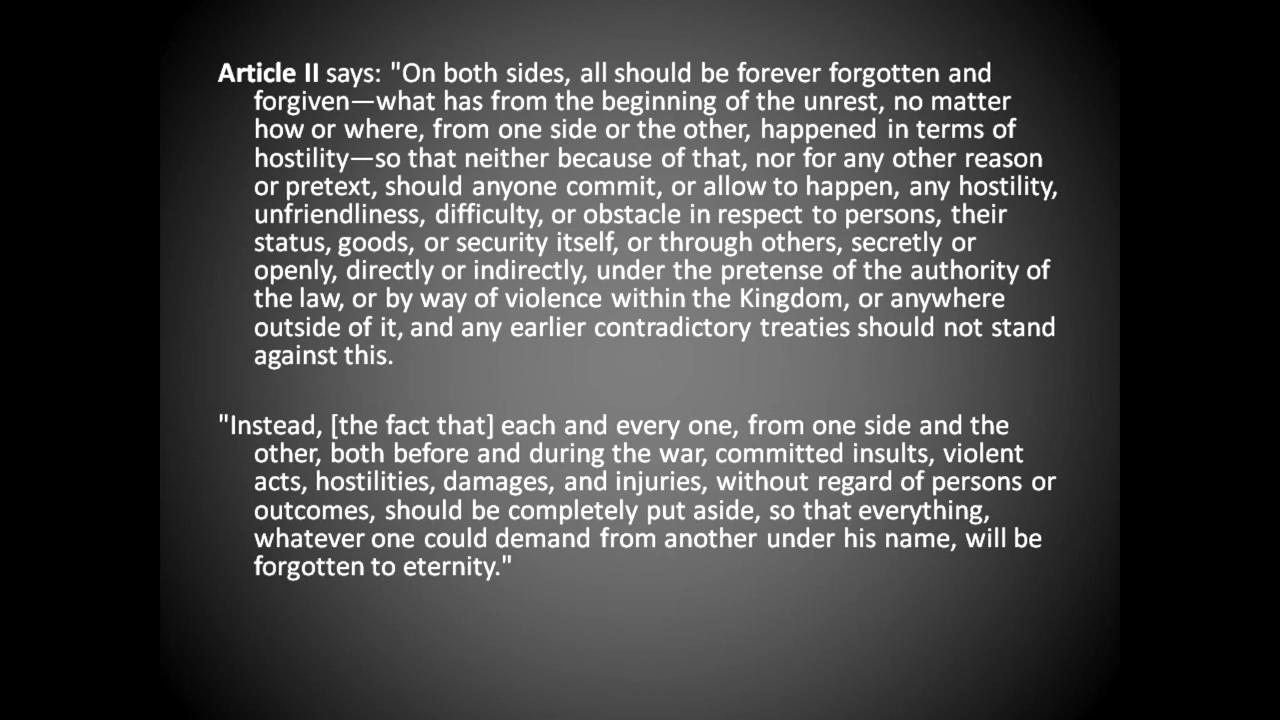 Article II says: "On both sides, all should be forever forgotten and
forgiven—what has from the beginning of the unrest, no matter
how or where, from one side or the other, happened in terms of
hostility—so that neither because of that, nor for any other reason
or pretext, should anyone commit, or allow to happen, any hostility,
unfriendliness, difficulty, or obstacle in respect to persons, their
status, goods, or security itself, or through others, secretly or
openly, directly or indirectly, under the pretense of the authority of
the law, or by way of violence within the Kingdom, or anywhere
outside of it, and any earlier contradictory treaties should not stand
against this.
"Instead, [the fact that] each and every one, from one side and the
other, both before and during the war, committed insults, violent
acts, hostilities, damages, and injuries, without regard of persons or
outcomes, should be completely put aside, so that everything,
whatever one could demand from another under his name, will be
forgotten to eternity."